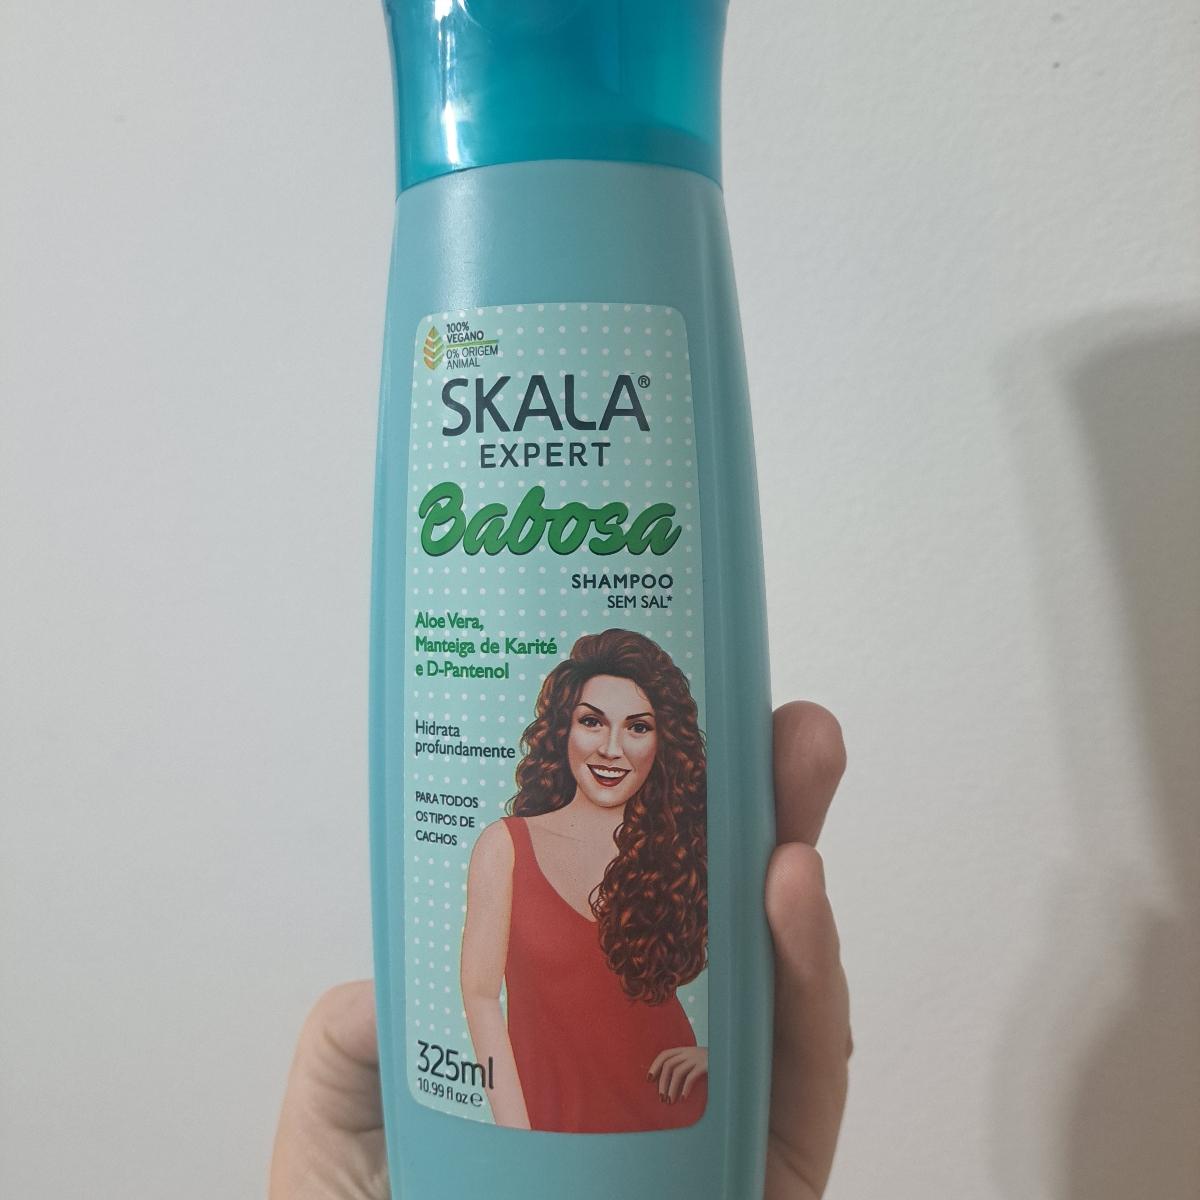 100%
VEGANO
0% ORIGEM
ANIMAL
SKALA®
EXPERT
Babosa
SHAMPOO
SEM SAL*
Aloe Vera,
Manteiga de Karité
e D-Pantenol
Hidrata
profundamente
PARA TODOS
OS TIPOS DE
CACHOS
325ml
10.99 fl oz ℮